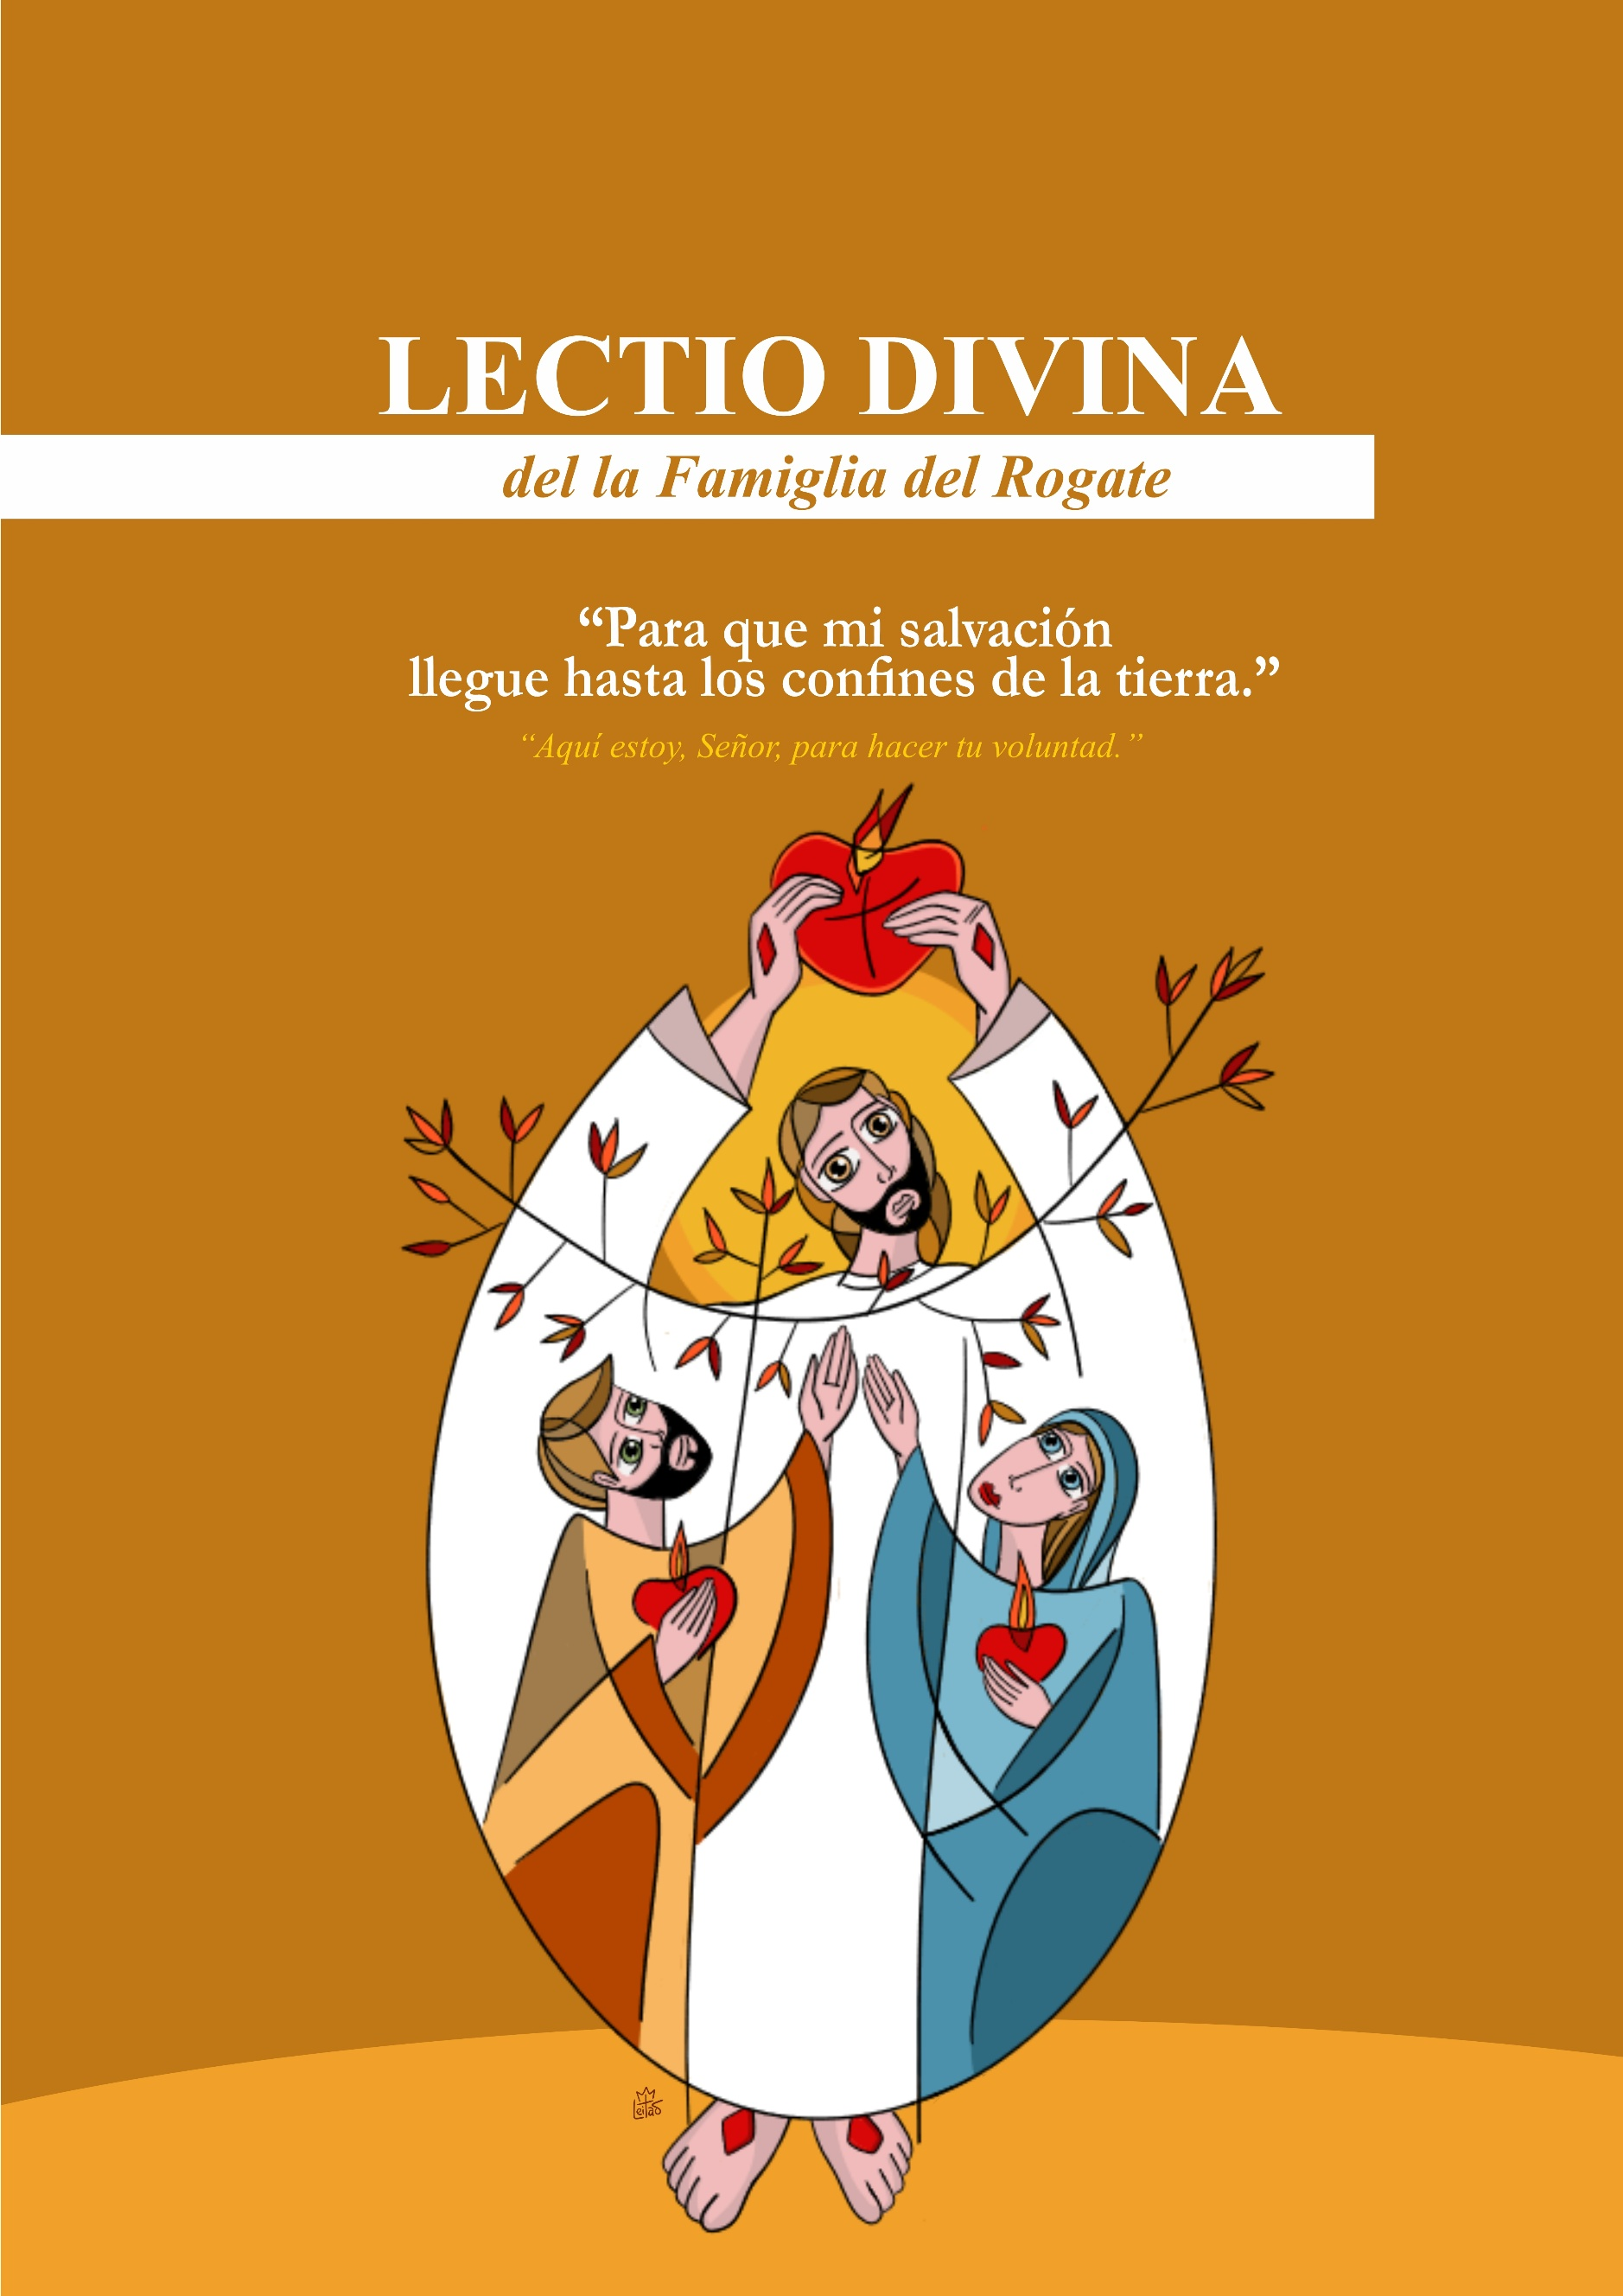 LECTIO DIVINA
del la Famiglia del Rogate
“Para que mi salvación
llegue hasta los confines de la tierra.”
“Aquí estoy, Señor, para hacer tu voluntad.”
Leitão